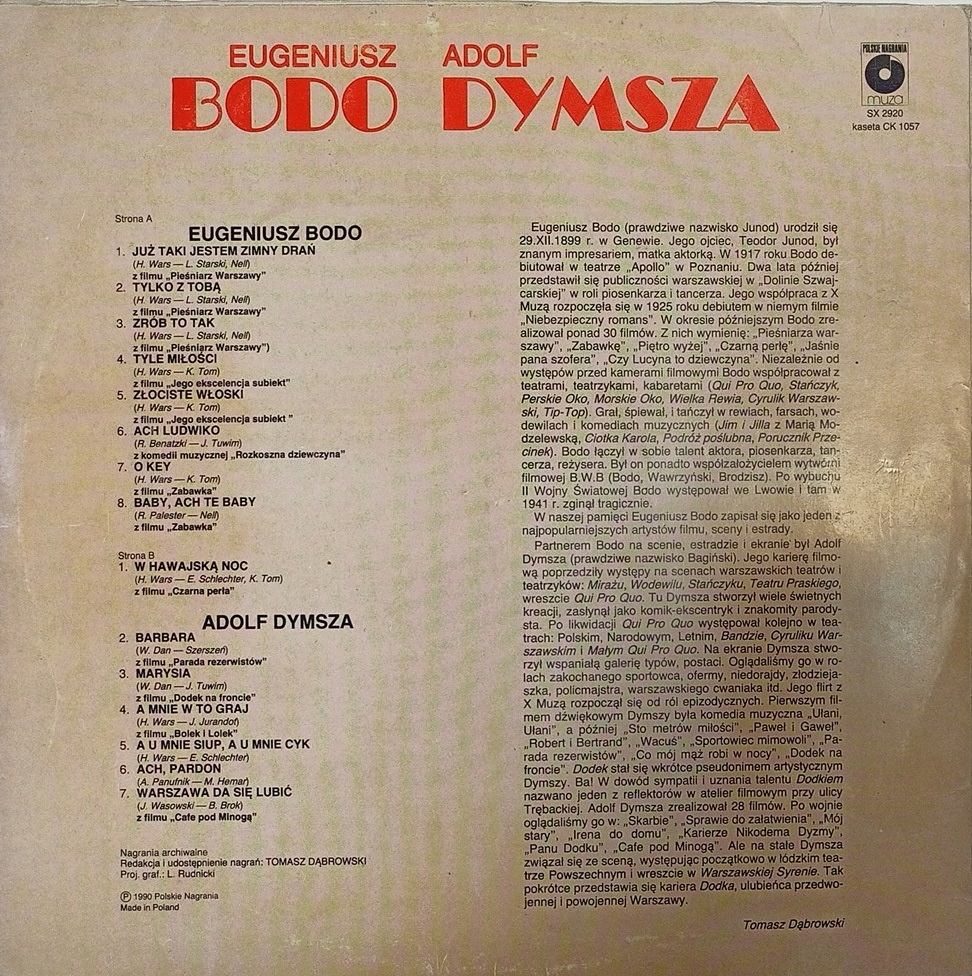 EUGENIUSZ ADOLF
BODO DYMSZA
POLSKIE NAGRANIA
muza
SX 2920
kaseta CK 1057
Strona A
EUGENIUSZ BODO
1. JUŻ TAKI JESTEM ZIMNY DRAŃ
(H. Wars — L. Starski, Nell)
z filmu „Pieśniarz Warszawy"
2. TYLKO Z TOBĄ
(H. Wars — L. Starski, Nell)
z filmu „Pieśniarz Warszawy"
3. ZRÓB TO TAK
(H. Wars — L. Starski, Nell)
z filmu „Pieśniarz Warszawy")
4. TYLE MIŁOŚCI
(H. Wars — K. Tom)
z filmu „Jego ekscelencja subiekt"
5. ZŁOCISTE WŁOSKI
(H. Wars — K. Tom)
z filmu „Jego ekscelencja subiekt "
6. ACH LUDWIKO
(R. Benatzki — J. Tuwim)
z komedii muzycznej „Rozkoszna dziewczyna"
7. O KEY
(H. Wars — K. Tom)
z filmu „Zabawka"
8. BABY, ACH TE BABY
(R. Palester — Nell)
z filmu „Zabawka"
Strona B
1. W HAWAJSKĄ NOC
(H. Wars — E. Schlechter, K. Tom)
z filmu „Czarna perła"
ADOLF DYMSZA
2. BARBARA
(W. Dan — Szerszeń)
z filmu „Parada rezerwistów"
3. MARYSIA
(W. Dan — J. Tuwim)
z filmu „Dodek na froncie"
4. A MNIE W TO GRAJ
(H. Wars — J. Jurandot)
z filmu „Bolek i Lolek"
5. A U MNIE SIUP, A U MNIE CYK
(H. Wars — E. Schlechter)
6. ACH, PARDON
(A. Panufnik — M. Hemar)
7. WARSZAWA DA SIĘ LUBIĆ
(J. Wasowski — B. Brok)
z filmu „Cafe pod Minogą"
Nagrania archiwalne
Redakcja i udostępnienie nagrań: TOMASZ DĄBROWSKI
Proj. graf.: L. Rudnicki
Ⓟ 1990 Polskie Nagrania
Made in Poland
Eugeniusz Bodo (prawdziwe nazwisko Junod) urodził się
29.XII.1899 r. w Genewie. Jego ojciec, Teodor Junod, był
znanym impresariem, matka aktorką. W 1917 roku Bodo de-
biutował w teatrze „Apollo" w Poznaniu. Dwa lata później
przedstawił się publiczności warszawskiej w „Dolinie Szwaj-
carskiej" w roli piosenkarza i tancerza. Jego współpraca z X
Muzą rozpoczęła się w 1925 roku debiutem w niemym filmie
„Niebezpieczny romans". W okresie późniejszym Bodo zre-
alizował ponad 30 filmów. Z nich wymienię: „Pieśniarza war-
szawy", „Zabawkę", „Piętro wyżej", „Czarną perłę", „Jaśnie
pana szofera", „Czy Lucyna to dziewczyna". Niezależnie od
występów przed kamerami filmowymi Bodo współpracował z
teatrami, teatrzykami, kabaretami (Qui Pro Quo, Stańczyk,
Perskie Oko, Morskie Oko, Wielka Rewia, Cyrulik Warszaw-
ski, Tip-Top). Grał, śpiewał, i tańczył w rewiach, farsach, wo-
dewilach i komediach muzycznych (Jim i Jilla z Marią Mo-
dzelewską, Ciotka Karola, Podróż poślubna, Porucznik Prze-
cinek). Bodo łączył w sobie talent aktora, piosenkarza, tan-
cerza, reżysera. Był on ponadto współzałożycielem wytwórni
filmowej B.W.B (Bodo, Wawrzyński, Brodzisz). Po wybuchu
II Wojny Światowej Bodo występował we Lwowie i tam w
1941 r. zginął tragicznie.
W naszej pamięci Eugeniusz Bodo zapisał się jako jeden z
najpopularniejszych artystów filmu, sceny i estrady.
Partnerem Bodo na scenie, estradzie i ekranie był Adolf
Dymsza (prawdziwe nazwisko Bagiński). Jego karierę filmo-
wą poprzedziły występy na scenach warszawskich teatrów i
teatrzyków: Mirażu, Wodewilu, Stańczyku, Teatru Praskiego,
wreszcie Qui Pro Quo. Tu Dymsza stworzył wiele świetnych
kreacji, zasłynął jako komik-ekscentryk i znakomity parody-
sta. Po likwidacji Qui Pro Quo występował kolejno w tea-
trach: Polskim, Narodowym, Letnim, Bandzie, Cyruliku War-
szawskim i Małym Qui Pro Quo. Na ekranie Dymsza stwo-
rzył wspaniałą galerię typów, postaci. Oglądaliśmy go w ro-
lach zakochanego sportowca, ofermy, niedorajdy, złodzieja-
szka, policmajstra, warszawskiego cwaniaka itd. Jego flirt z
X Muzą rozpoczął się od ról epizodycznych. Pierwszym fil-
mem dźwiękowym Dymszy była komedia muzyczna „Ułani,
Ułani", a później „Sto metrów miłości", „Paweł i Gaweł",
„Robert i Bertrand", „Wacuś", „Sportowiec mimowoli", „Pa-
rada rezerwistów", „Co mój mąż robi w nocy", „Dodek na
froncie". Dodek stał się wkrótce pseudonimem artystycznym
Dymszy. Ba! W dowód sympatii i uznania talentu Dodkiem
nazwano jeden z reflektorów w atelier filmowym przy ulicy
Trębackiej. Adolf Dymsza zrealizował 28 filmów. Po wojnie
oglądaliśmy go w: „Skarbie", „Sprawie do załatwienia", „Mój
stary", „Irena do domu", „Karierze Nikodema Dyzmy",
„Panu Dodku", „Cafe pod Minogą". Ale na stałe Dymsza
związał się ze sceną, występując początkowo w łódzkim tea-
trze Powszechnym i wreszcie w Warszawskiej Syrenie. Tak
pokrótce przedstawia się kariera Dodka, ulubieńca przedwo-
jennej i powojennej Warszawy.
Tomasz Dąbrowski